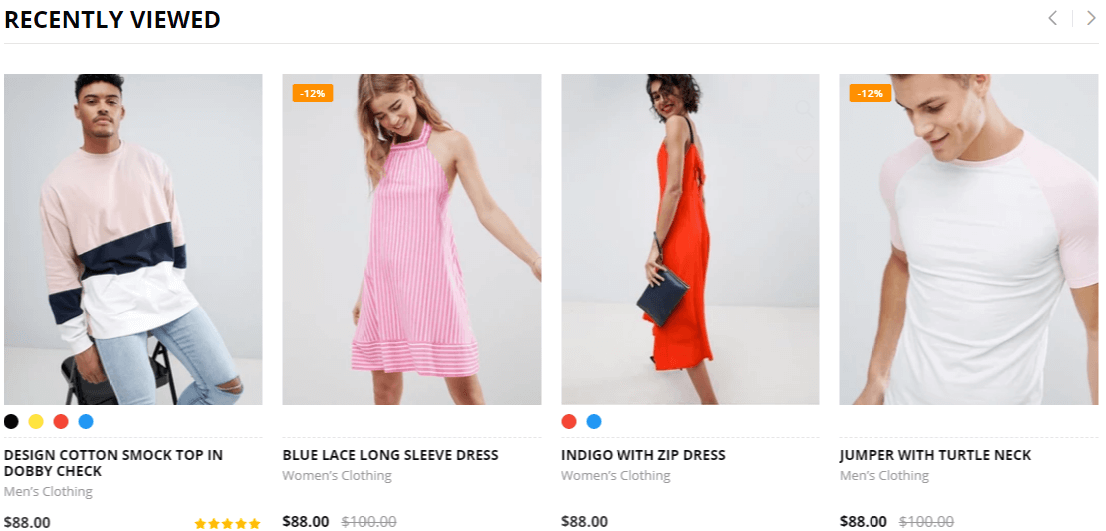 RECENTLY VIEWED
-12%
-12%
DESIGN COTTON SMOCK TOP IN
DOBBY CHECK
Men's Clothing
$88.00
BLUE LACE LONG SLEEVE DRESS
Women's Clothing
$88.00 $100.00
INDIGO WITH ZIP DRESS
Women's Clothing
$88.00
JUMPER WITH TURTLE NECK
Men's Clothing
$88.00 $100.00